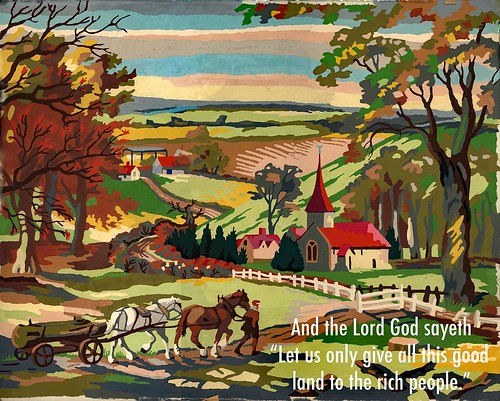 And the Lord God sayeth
“Let us only give all this good
land to the rich people.”